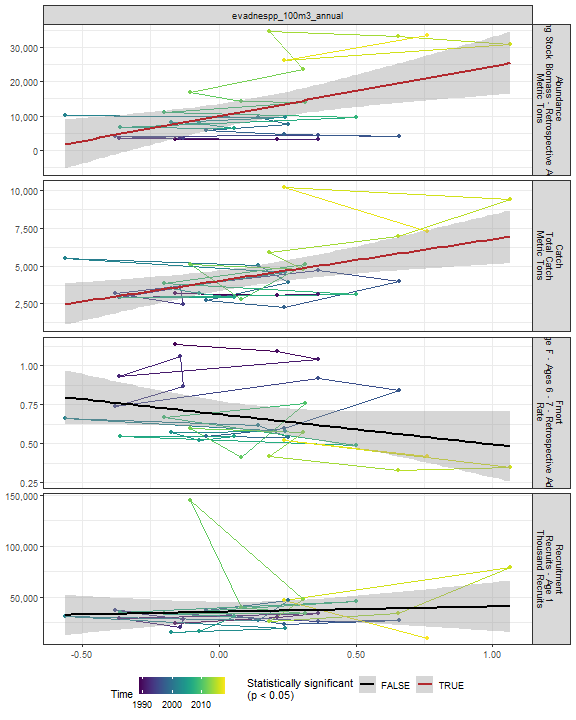 evadnespp_100m3_annual
30,000
20,000
10,000
0
Abundance
Stock Biomass - Retrospective
Metric Tons
10,000
7,500
5,000
2,500
Catch
Total Catch
Metric Tons
1.00
0.75
0.50
0.25
Fmort
F - Ages 6 - 7 - Retrospective
Rate
150,000
100,000
50,000
Recruitment
Recruits - Age 1
Thousand Recruits
-0.50
0.00
0.50
1.00
Time
1990 2000 2010
Statistically significant
(p < 0.05)
FALSE
TRUE